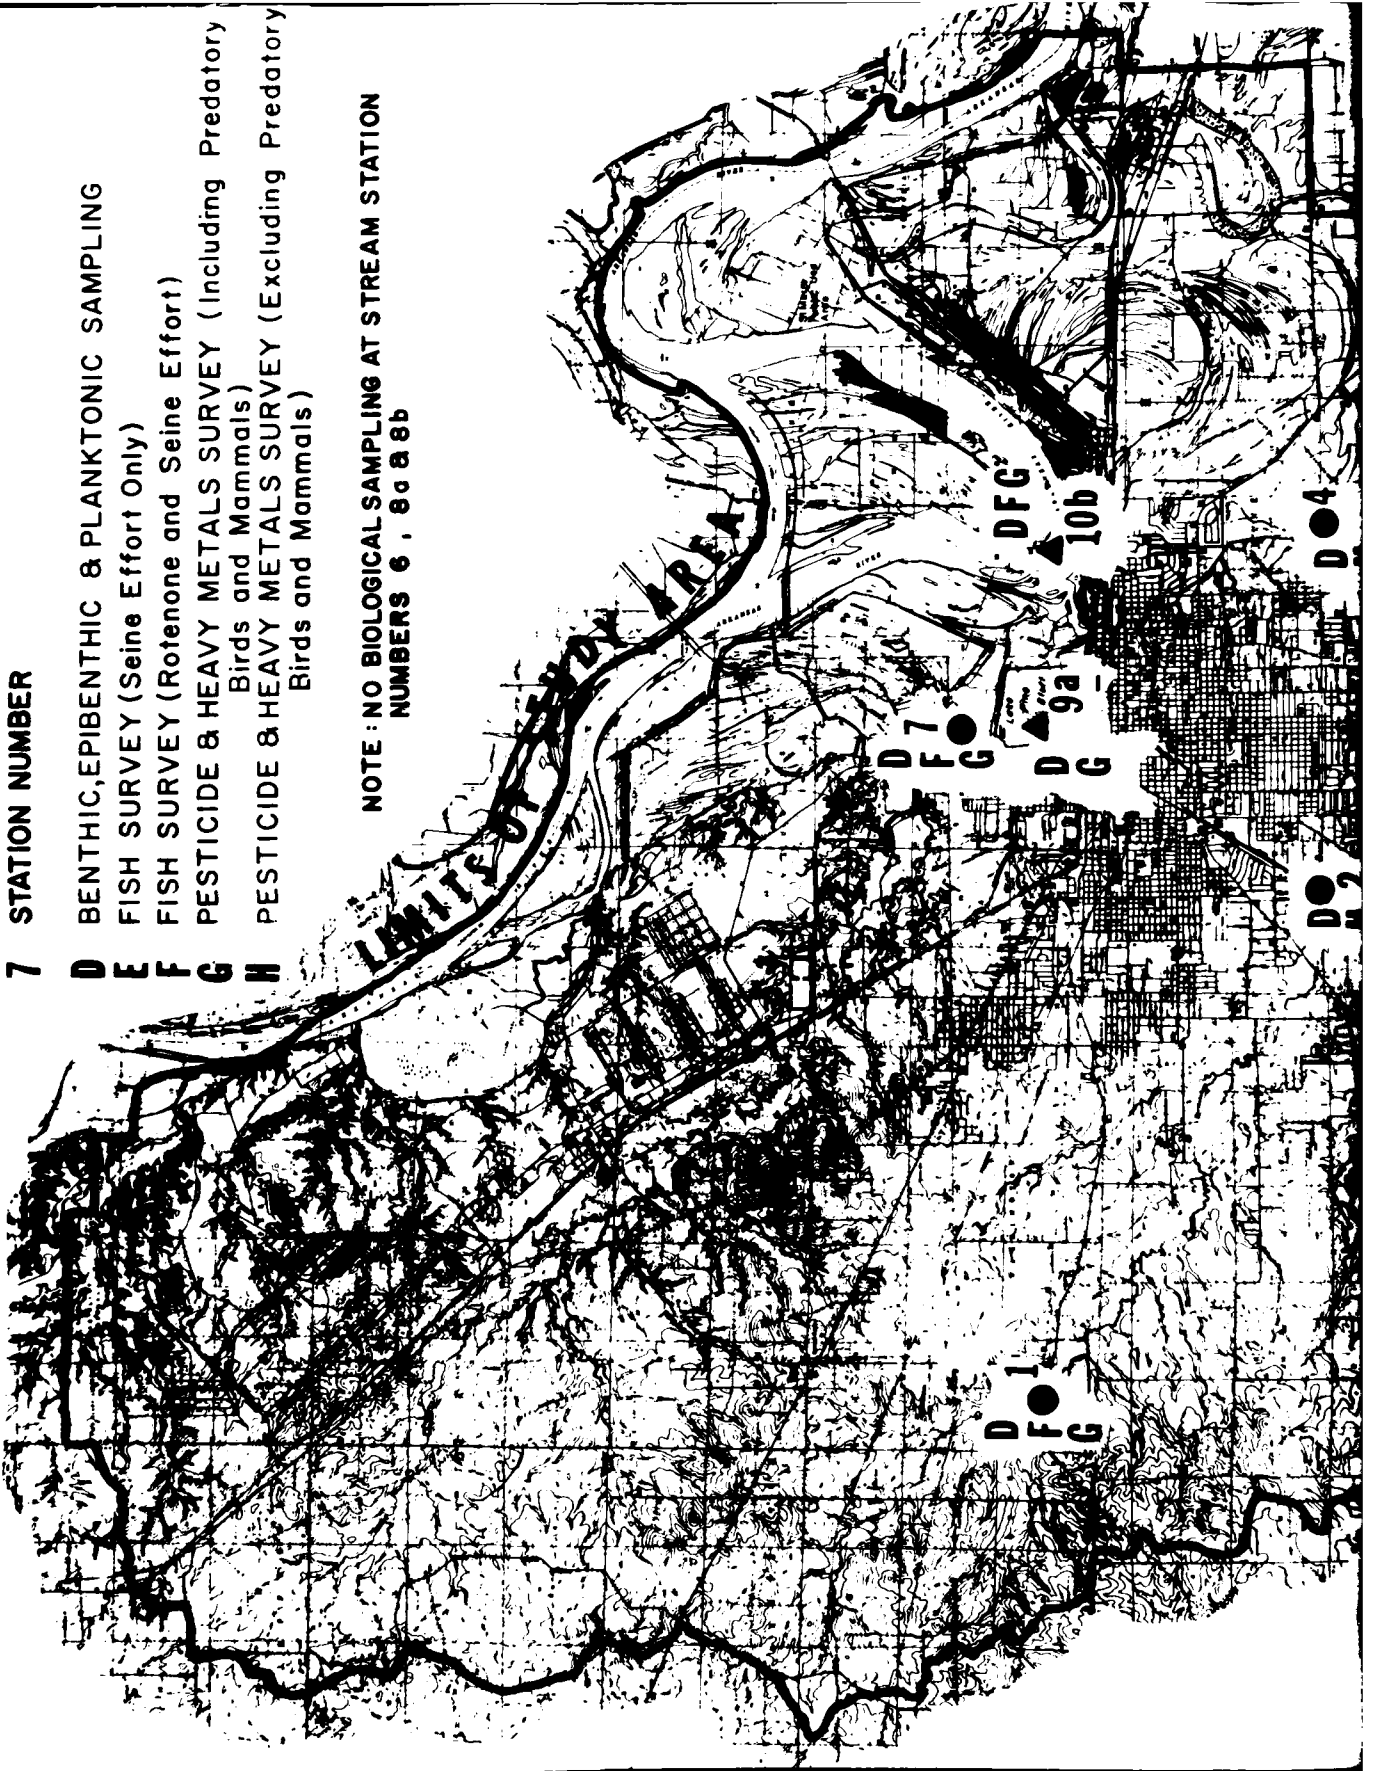 7 STATION NUMBER
D BENTHIC, EPIBENTHIC & PLANKTONIC SAMPLING
E FISH SURVEY (Seine Effort Only)
F FISH SURVEY (Rotenone and Seine Effort)
G PESTICIDE & HEAVY METALS SURVEY (Including Predatory
Birds and Mammals)
H PESTICIDE & HEAVY METALS SURVEY (Excluding Predatory
Birds and Mammals)
NOTE: NO BIOLOGICAL SAMPLING AT STREAM STATION
NUMBERS 6, 8a & 8b
LIMITS OF STUDY AREA
ARKANSAS
RIVER
D
F 7
G
D
G 9a
DFG
10b
D
F 1
G
D 4
D
2